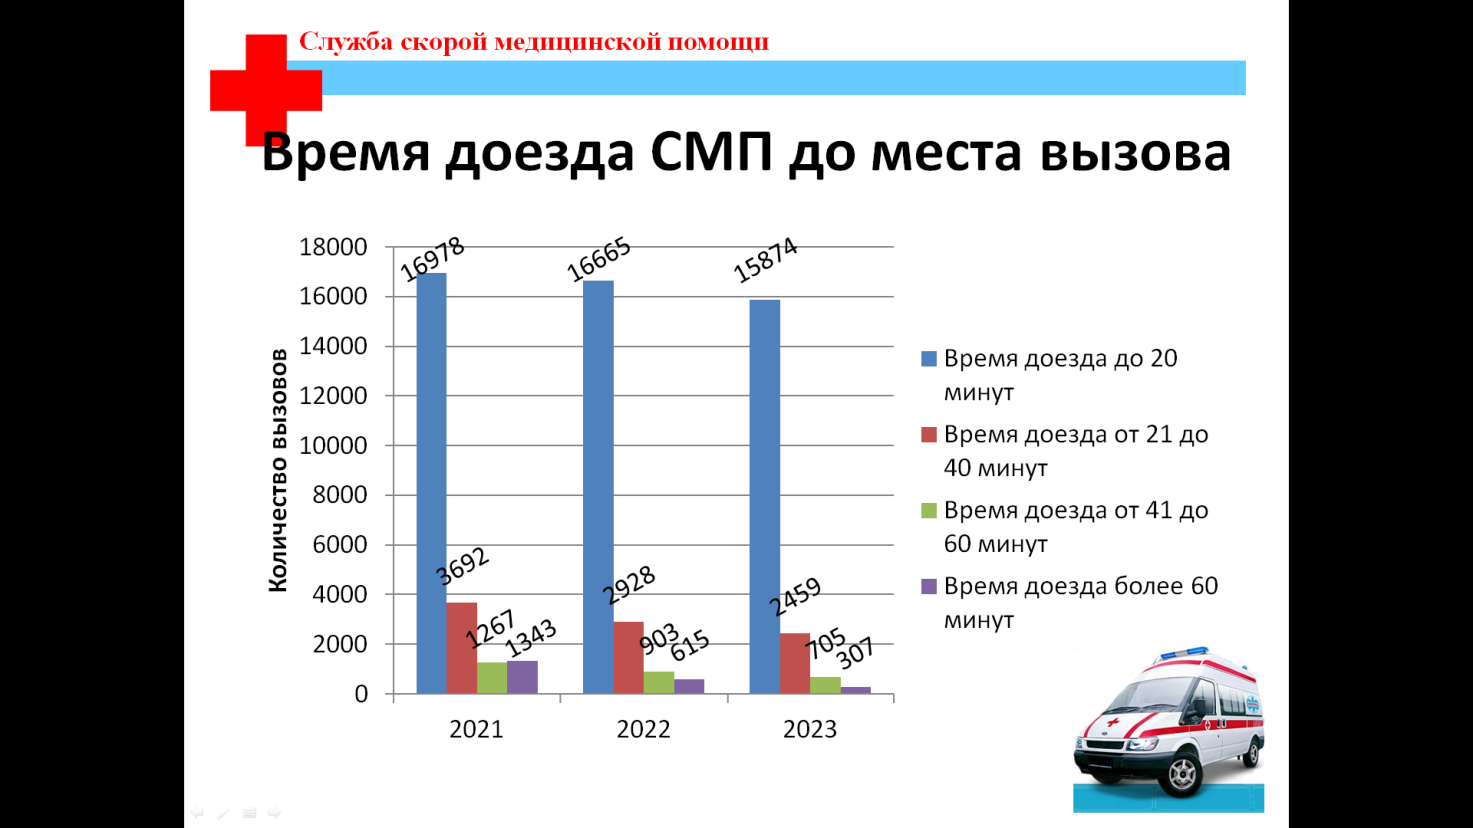 Служба скорой медицинской помощи
Время доезда СМП до места вызова
Количество вызовов
18000
16000
14000
12000
10000
8000
6000
4000
2000
0
16978
3692
1267
1343
16665
2928
903
615
15874
2459
705
307
2021
2022
2023
Время доезда до 20
минут
Время доезда от 21 до
40 минут
Время доезда от 41 до
60 минут
Время доезда более 60
минут